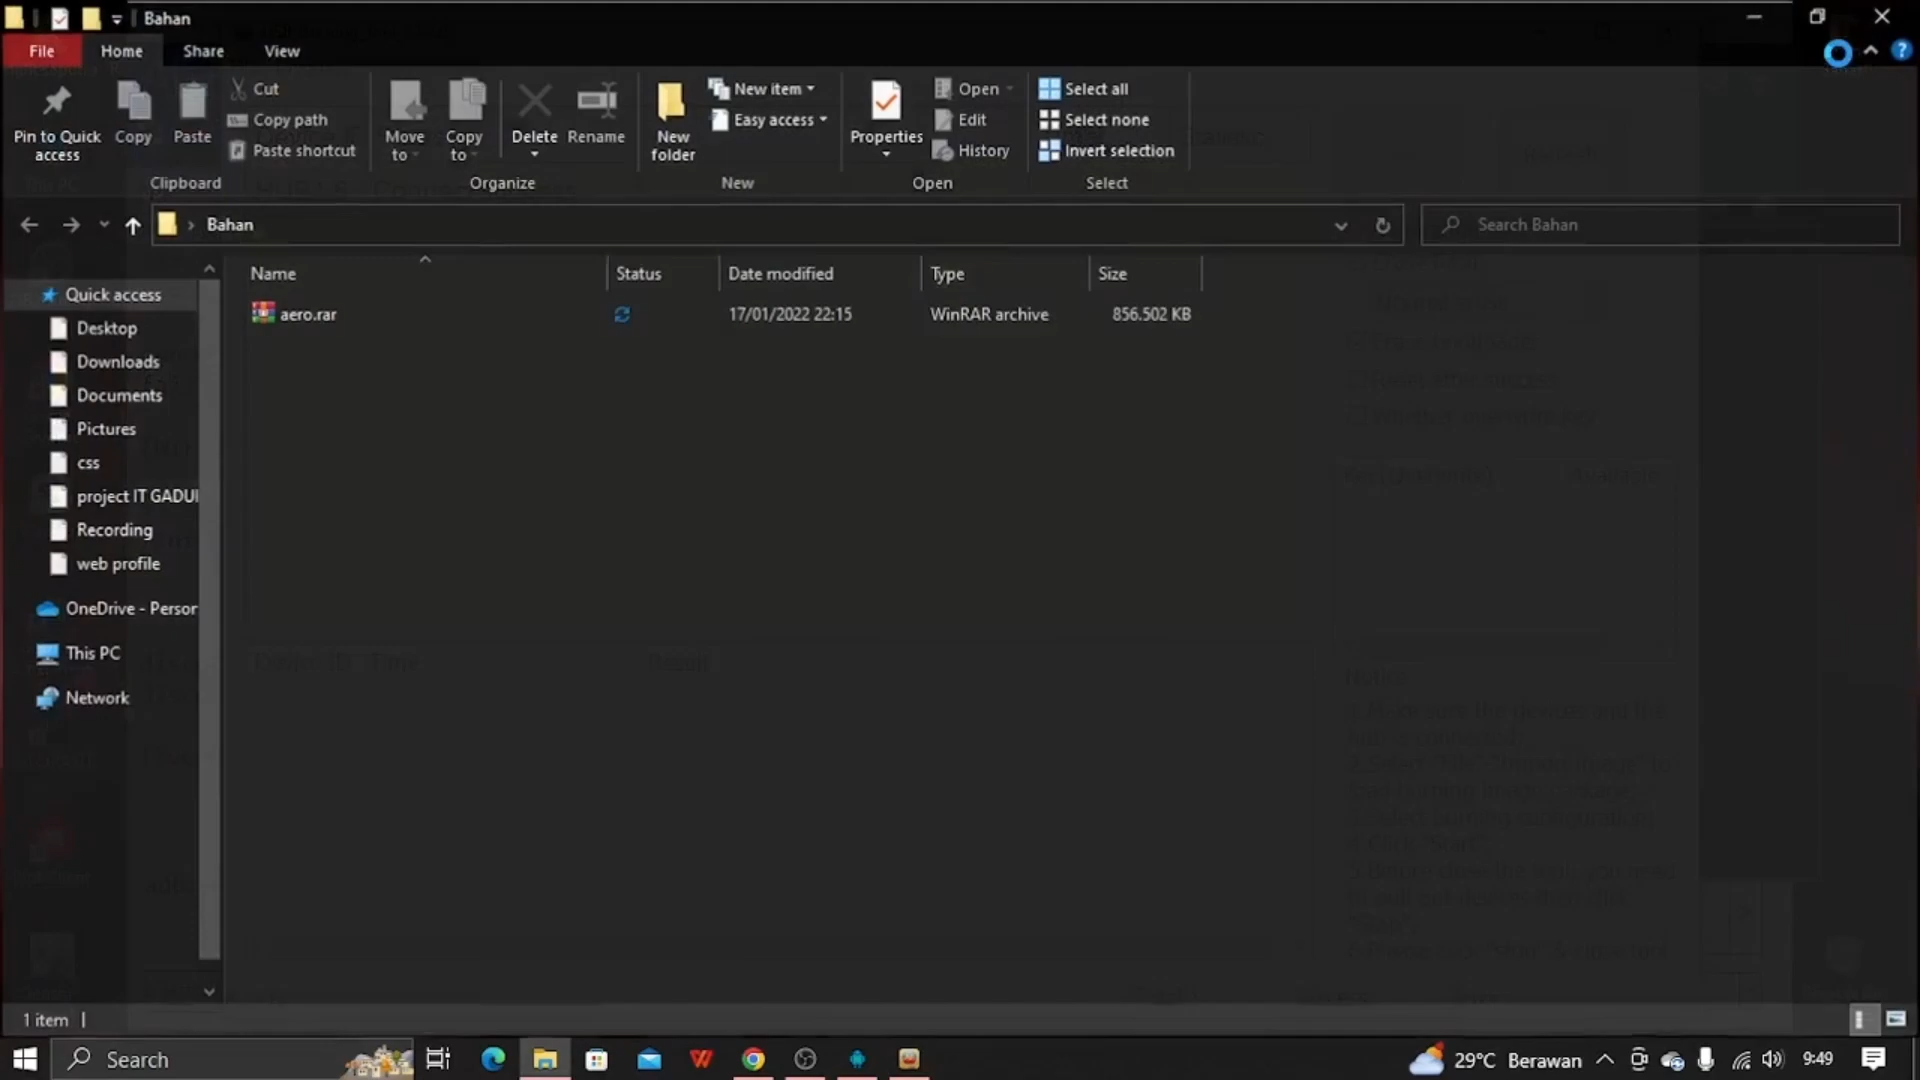 Bahan
File Home Share View
Pin to Quick access
Copy
Paste
Cut
Copy path
Paste shortcut
Clipboard
Move to
Copy to
Delete
Rename
Organize
New folder
New item
Easy access
New
Properties
Open
Edit
History
Open
Select all
Select none
Invert selection
Select
Bahan
Search Bahan
Name Status Date modified Type Size
aero.rar 17/01/2022 22:15 WinRAR archive 856.502 KB
Quick access
Desktop
Downloads
Documents
Pictures
css
project IT GADUI
Recording
web profile
OneDrive - Person
This PC
Network
1 item
Search
29°C Berawan
9:49